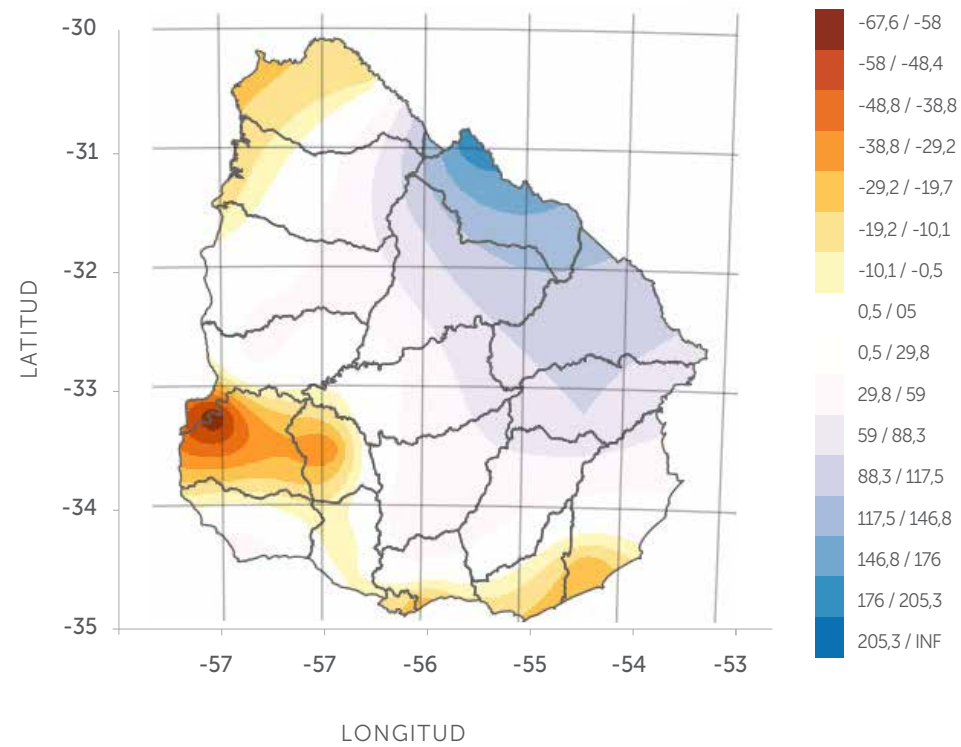 -30
-31
-32
-33
-34
-35
LATITUD
-57
-57
-56
-55
-54
-53
LONGITUD
-67,6 / -58
-58 / -48,4
-48,8 / -38,8
-38,8 / -29,2
-29,2 / -19,7
-19,2 / -10,1
-10,1 / -0,5
0,5 / 05
0,5 / 29,8
29,8 / 59
59 / 88,3
88,3 / 117,5
117,5 / 146,8
146,8 / 176
176 / 205,3
205,3 / INF